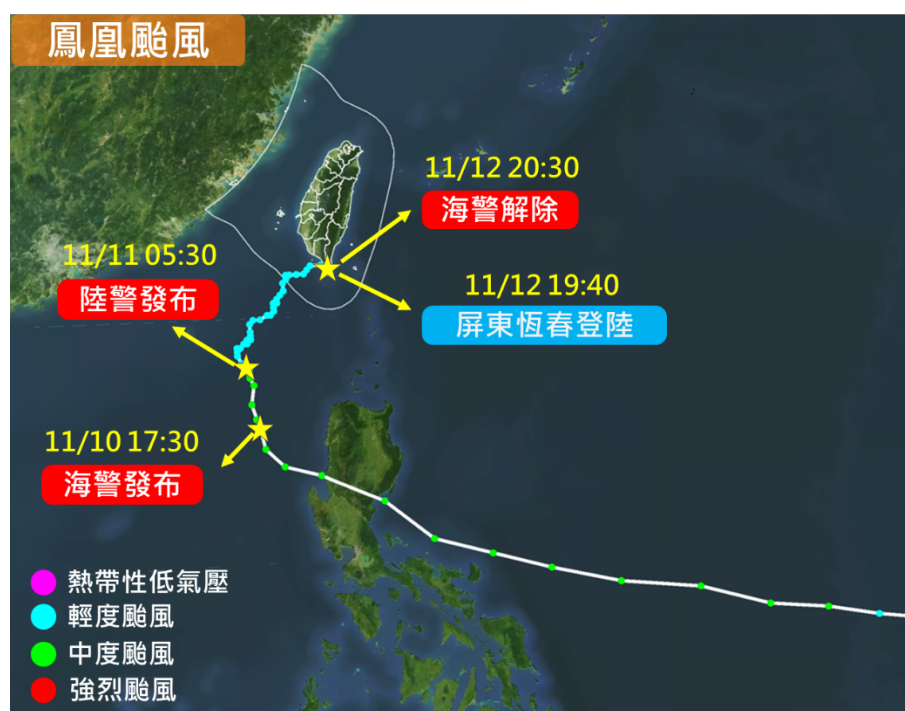 鳳凰颱風
11/12 20:30
海警解除
11/11 05:30
陸警發布
11/12 19:40
屏東恆春登陸
11/10 17:30
海警發布
熱帶性低氣壓
輕度颱風
中度颱風
強烈颱風